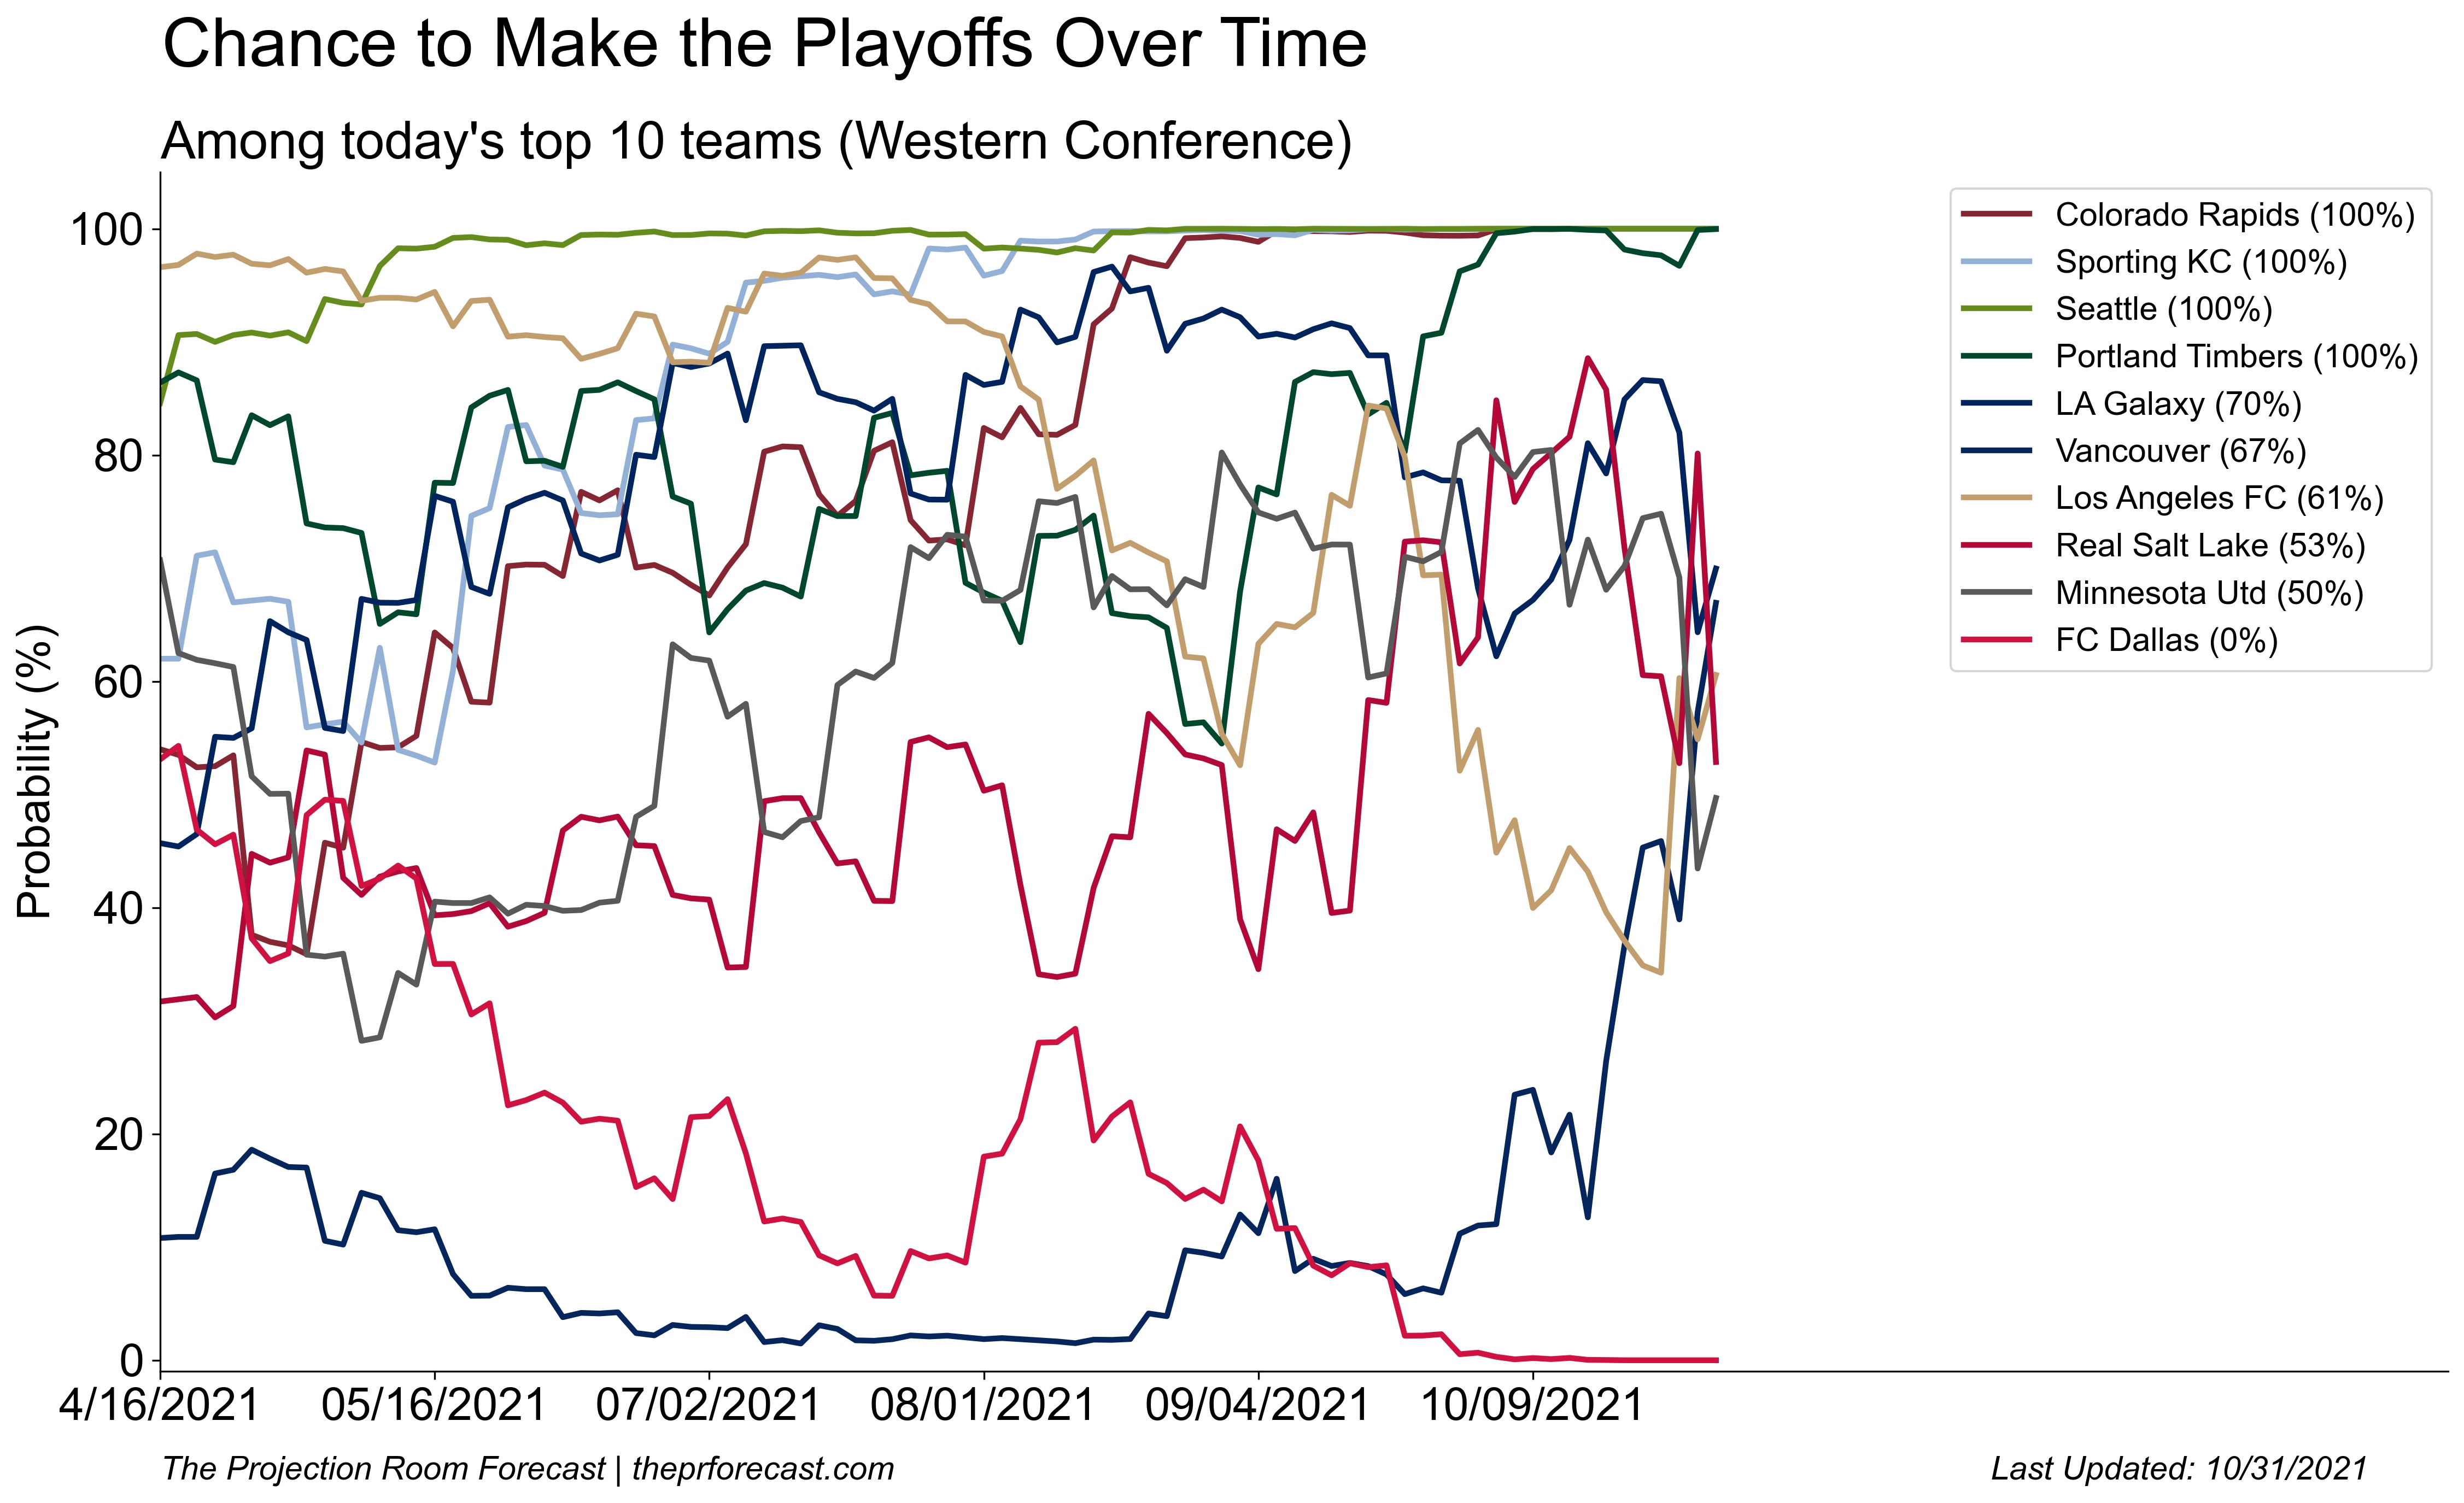 Chance to Make the Playoffs Over Time
Among today's top 10 teams (Western Conference)
Probability (%)
100
80
60
40
20
0
4/16/2021
05/16/2021
07/02/2021
08/01/2021
09/04/2021
10/09/2021
Colorado Rapids (100%)
Sporting KC (100%)
Seattle (100%)
Portland Timbers (100%)
LA Galaxy (70%)
Vancouver (67%)
Los Angeles FC (61%)
Real Salt Lake (53%)
Minnesota Utd (50%)
FC Dallas (0%)
The Projection Room Forecast | theprforecast.com
Last Updated: 10/31/2021